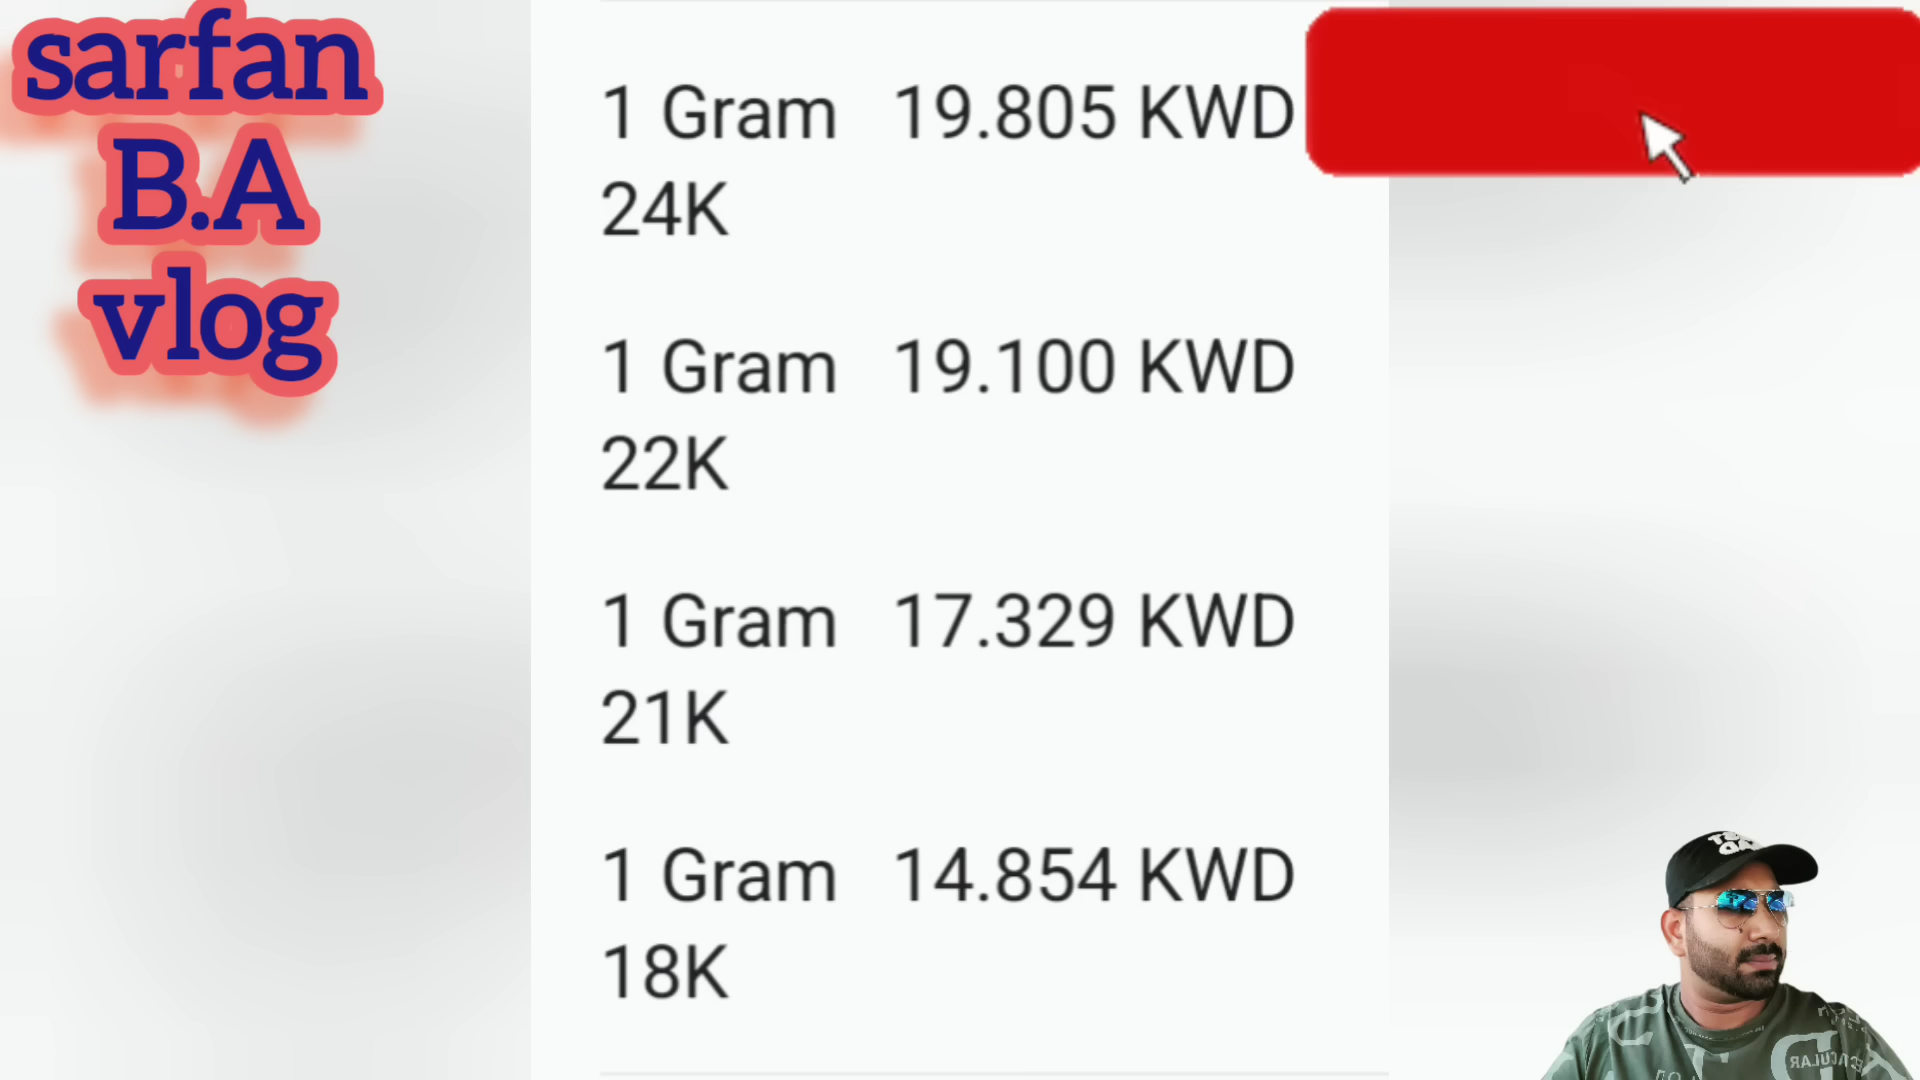 sarfan
B.A
vlog
1 Gram 19.805 KWD
24K
1 Gram 19.100 KWD
22K
1 Gram 17.329 KWD
21K
1 Gram 14.854 KWD
18K